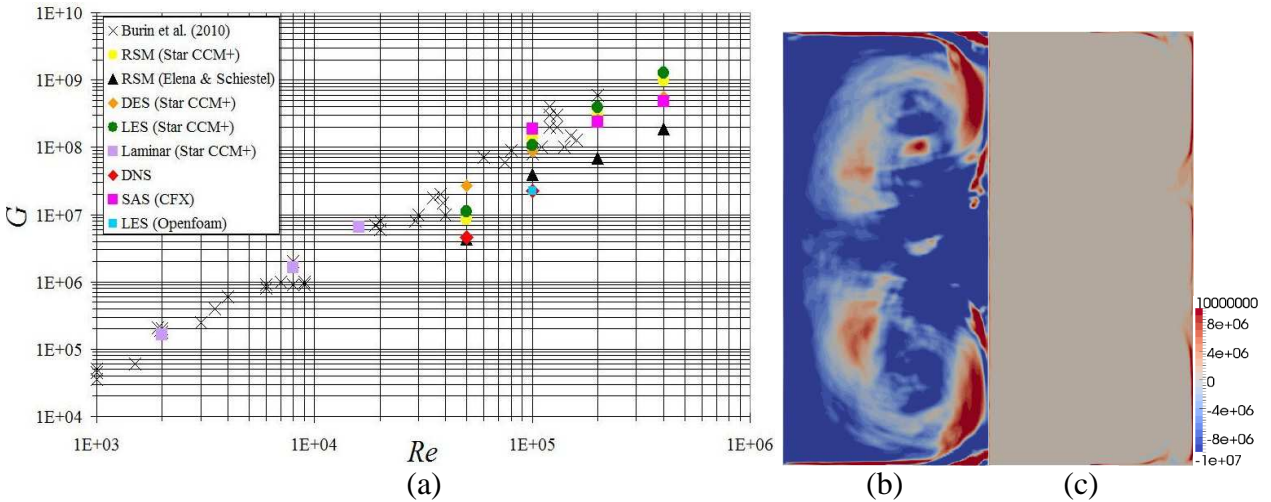 1E+10
1E+09
1E+08
1E+07
1E+06
1E+05
1E+04
G
Burin et al. (2010)
RSM (Star CCM+)
RSM (Elena & Schiestel)
DES (Star CCM+)
LES (Star CCM+)
Laminar (Star CCM+)
DNS
SAS (CFX)
LES (Openfoam)
1E+03
1E+04
1E+05
1E+06
Re
(a)
(b)
(c)
10000000
8e+06
4e+06
0
-4e+06
-8e+06
-1e+07